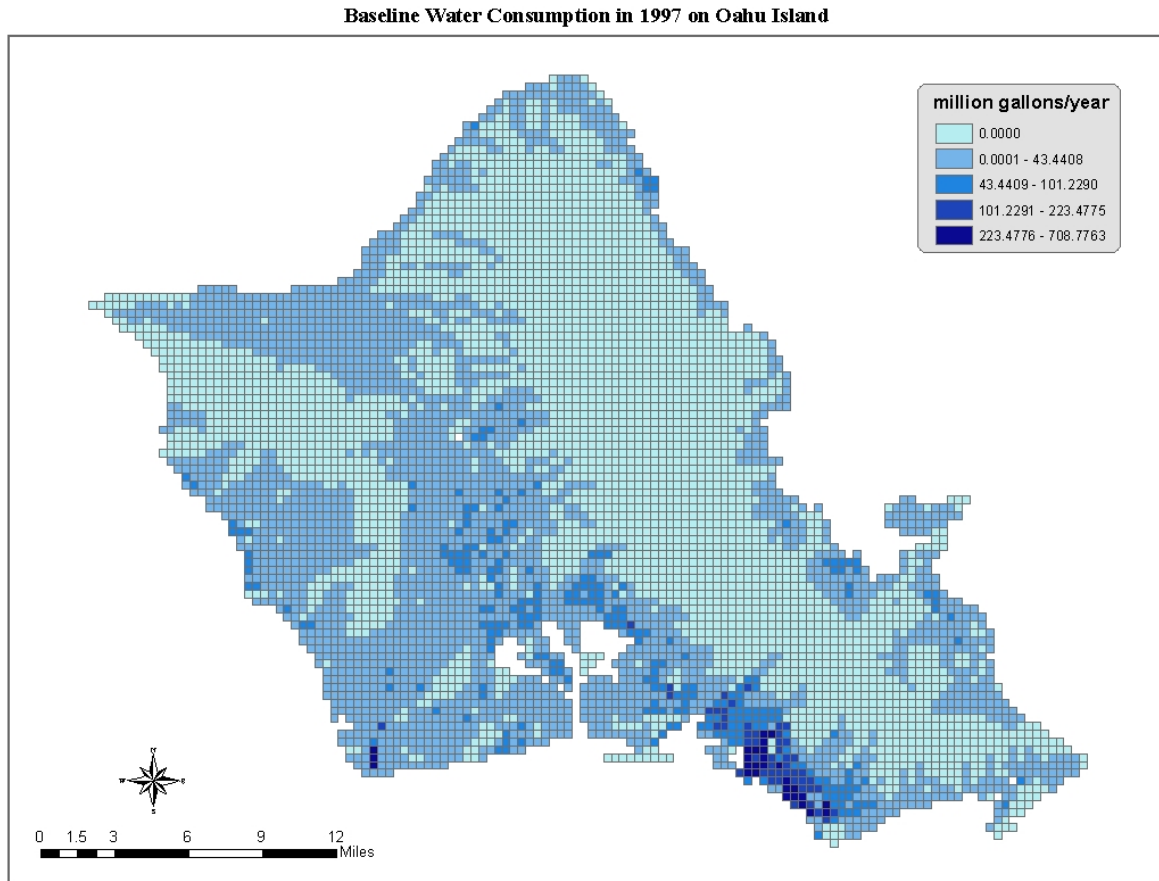 Baseline Water Consumption in 1997 on Oahu Island
million gallons/year
0.0000
0.0001 - 43.4408
43.4409 - 101.2290
101.2291 - 223.4775
223.4776 - 708.7763
N
W E
S
0 1.5 3 6 9 12
Miles